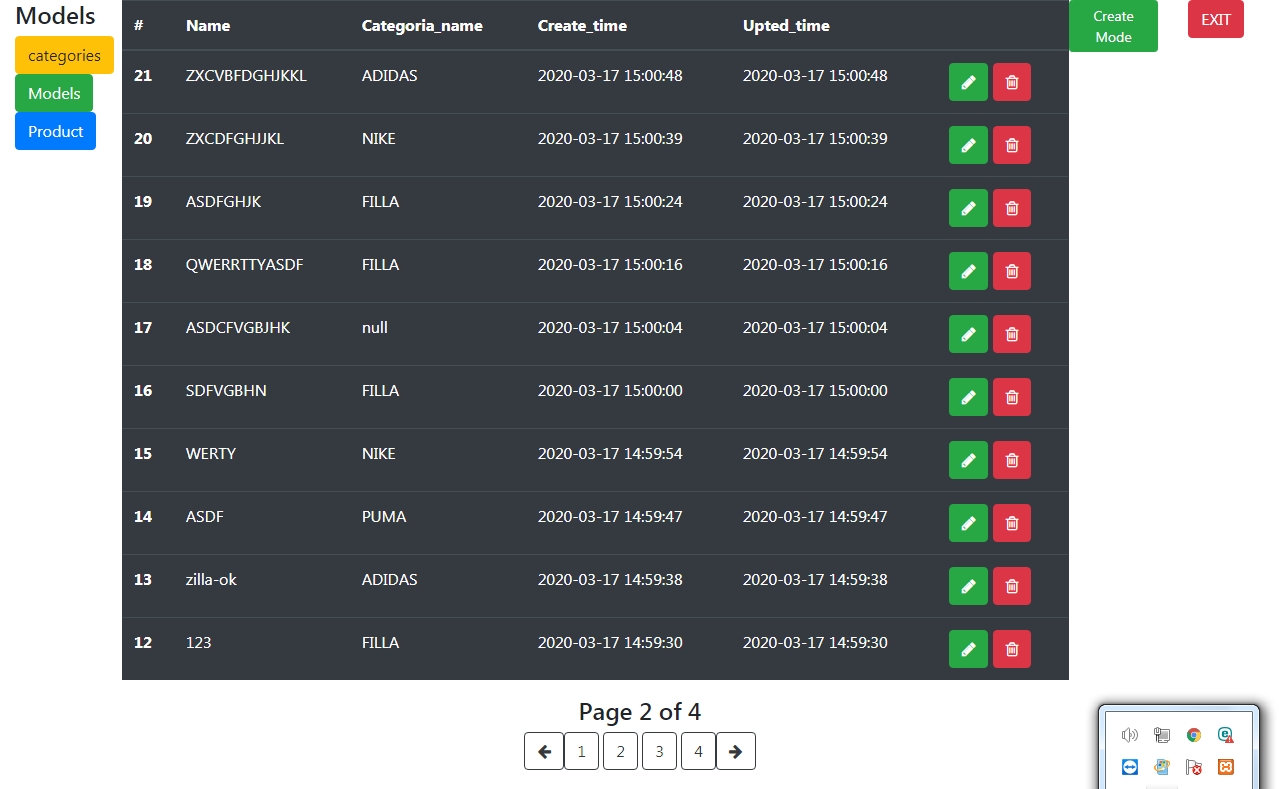 Models
categories
Models
Product
# Name Categoria_name Create_time Upted_time
21 ZXCVBFDGHJKKL ADIDAS 2020-03-17 15:00:48 2020-03-17 15:00:48
20 ZXCDFGHJJKL NIKE 2020-03-17 15:00:39 2020-03-17 15:00:39
19 ASDFGHJK FILLA 2020-03-17 15:00:24 2020-03-17 15:00:24
18 QWERRTTYASDF FILLA 2020-03-17 15:00:16 2020-03-17 15:00:16
17 ASDCFVGBJHK null 2020-03-17 15:00:04 2020-03-17 15:00:04
16 SDFVGBHN FILLA 2020-03-17 15:00:00 2020-03-17 15:00:00
15 WERTY NIKE 2020-03-17 14:59:54 2020-03-17 14:59:54
14 ASDF PUMA 2020-03-17 14:59:47 2020-03-17 14:59:47
13 zilla-ok ADIDAS 2020-03-17 14:59:38 2020-03-17 14:59:38
12 123 FILLA 2020-03-17 14:59:30 2020-03-17 14:59:30
Create
Mode
EXIT
Page 2 of 4
1 2 3 4